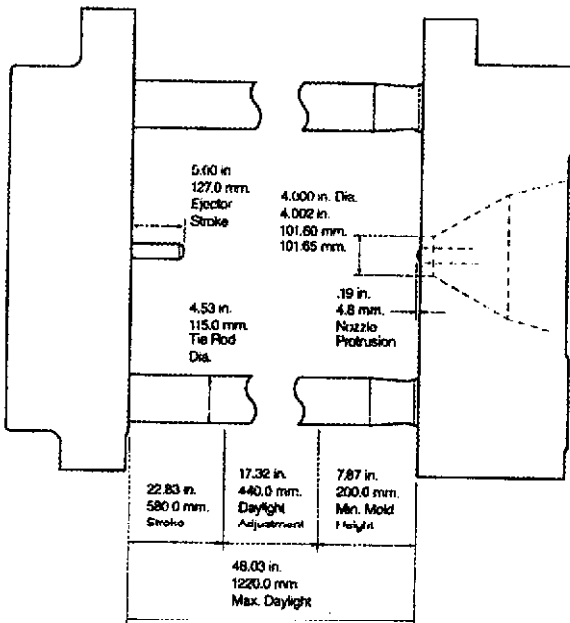 5.00 in
127.0 mm.
Ejector
Stroke
4.000 in. Dia.
4.002 in.
101.60 mm.
101.65 mm.
4.53 in.
115.0 mm.
Tie Rod
Dia.
.19 in.
4.8 mm.
Nozzle
Protrusion
22.83 in.
580.0 mm.
Stroke
17.32 in.
440.0 mm.
Daylight
Adjustment
7.87 in.
200.0 mm.
Min. Mold
Height
48.03 in.
1220.0 mm
Max. Daylight